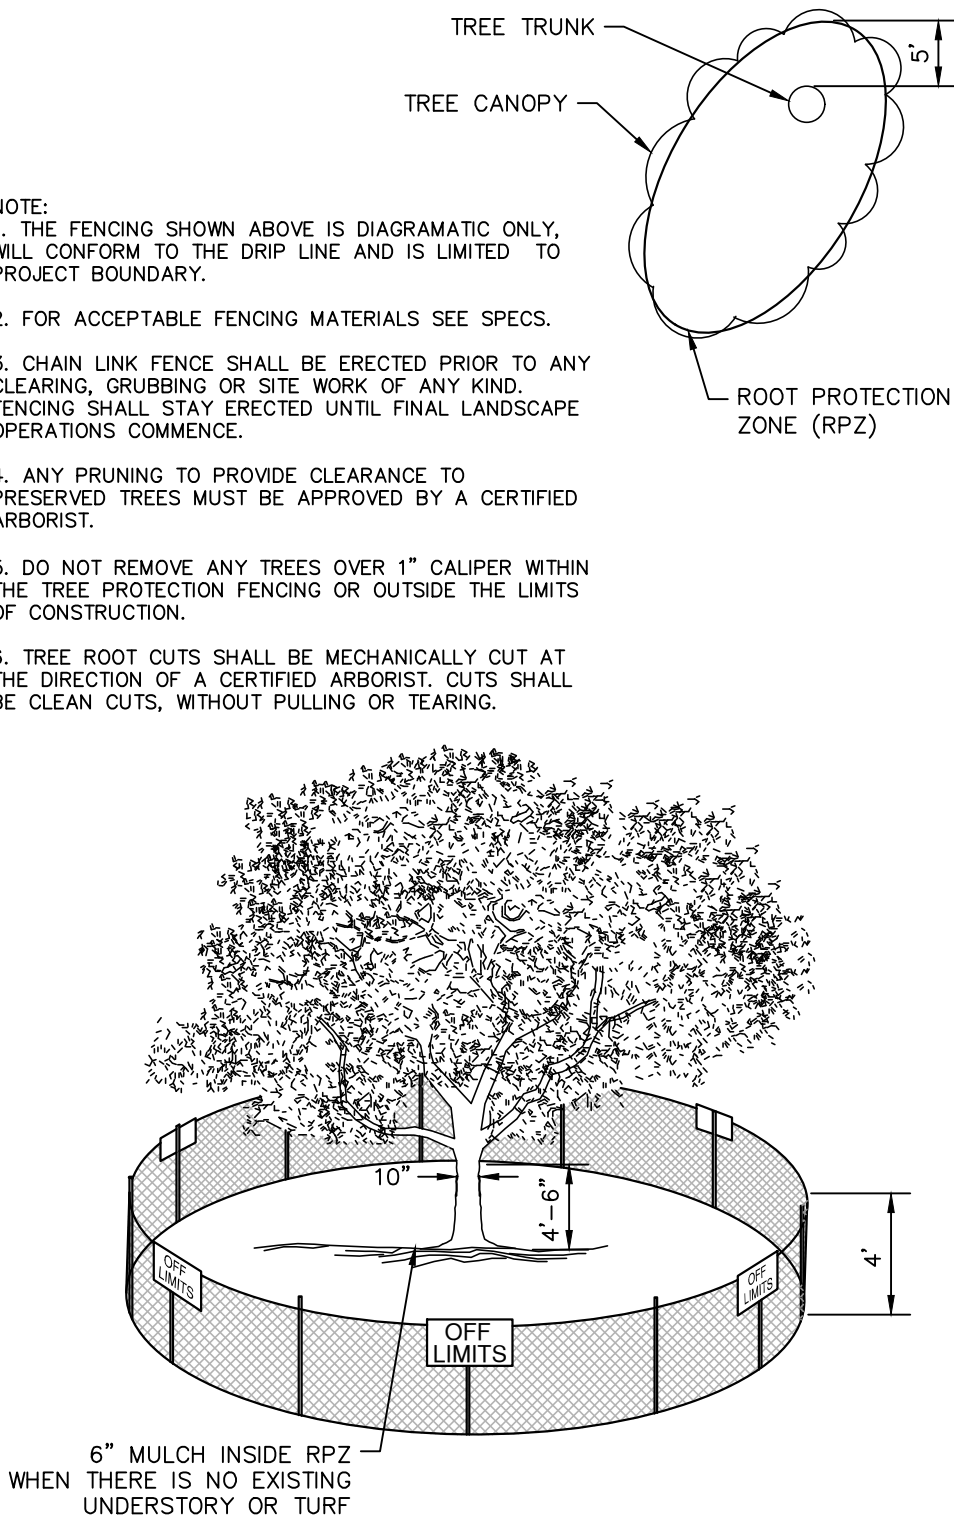 TREE TRUNK
5'
TREE CANOPY
NOTE:
. THE FENCING SHOWN ABOVE IS DIAGRAMATIC ONLY,
WILL CONFORM TO THE DRIP LINE AND IS LIMITED TO
PROJECT BOUNDARY.
2. FOR ACCEPTABLE FENCING MATERIALS SEE SPECS.
3. CHAIN LINK FENCE SHALL BE ERECTED PRIOR TO ANY
CLEARING, GRUBBING OR SITE WORK OF ANY KIND.
FENCING SHALL STAY ERECTED UNTIL FINAL LANDSCAPE
OPERATIONS COMMENCE.
ROOT PROTECTION
ZONE (RPZ)
4. ANY PRUNING TO PROVIDE CLEARANCE TO
PRESERVED TREES MUST BE APPROVED BY A CERTIFIED
ARBORIST.
5. DO NOT REMOVE ANY TREES OVER 1" CALIPER WITHIN
THE TREE PROTECTION FENCING OR OUTSIDE THE LIMITS
OF CONSTRUCTION.
6. TREE ROOT CUTS SHALL BE MECHANICALLY CUT AT
THE DIRECTION OF A CERTIFIED ARBORIST. CUTS SHALL
BE CLEAN CUTS, WITHOUT PULLING OR TEARING.
10"
4'-6"
4'
OFF
LIMITS
OFF
LIMITS
OFF
LIMITS
6" MULCH INSIDE RPZ
WHEN THERE IS NO EXISTING
UNDERSTORY OR TURF